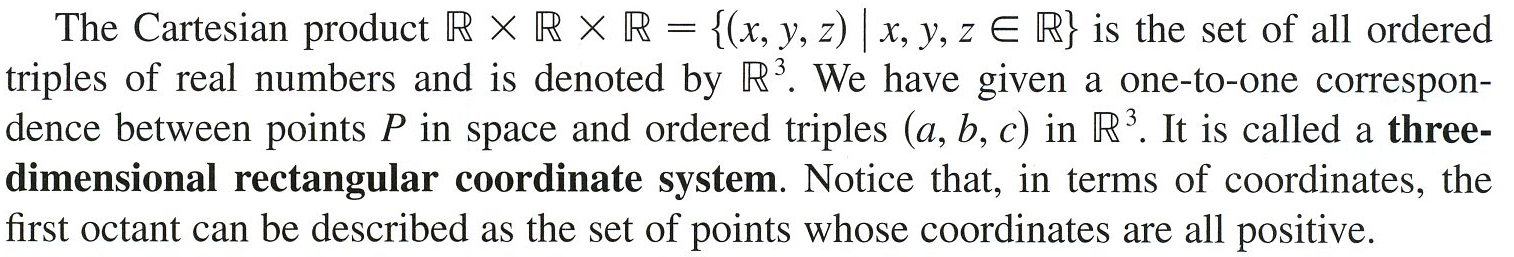 The Cartesian product ℝ × ℝ × ℝ = {(x, y, z) | x, y, z ∈ ℝ} is the set of all ordered
triples of real numbers and is denoted by ℝ³. We have given a one-to-one correspon-
dence between points P in space and ordered triples (a, b, c) in ℝ³. It is called a three-
dimensional rectangular coordinate system. Notice that, in terms of coordinates, the
first octant can be described as the set of points whose coordinates are all positive.